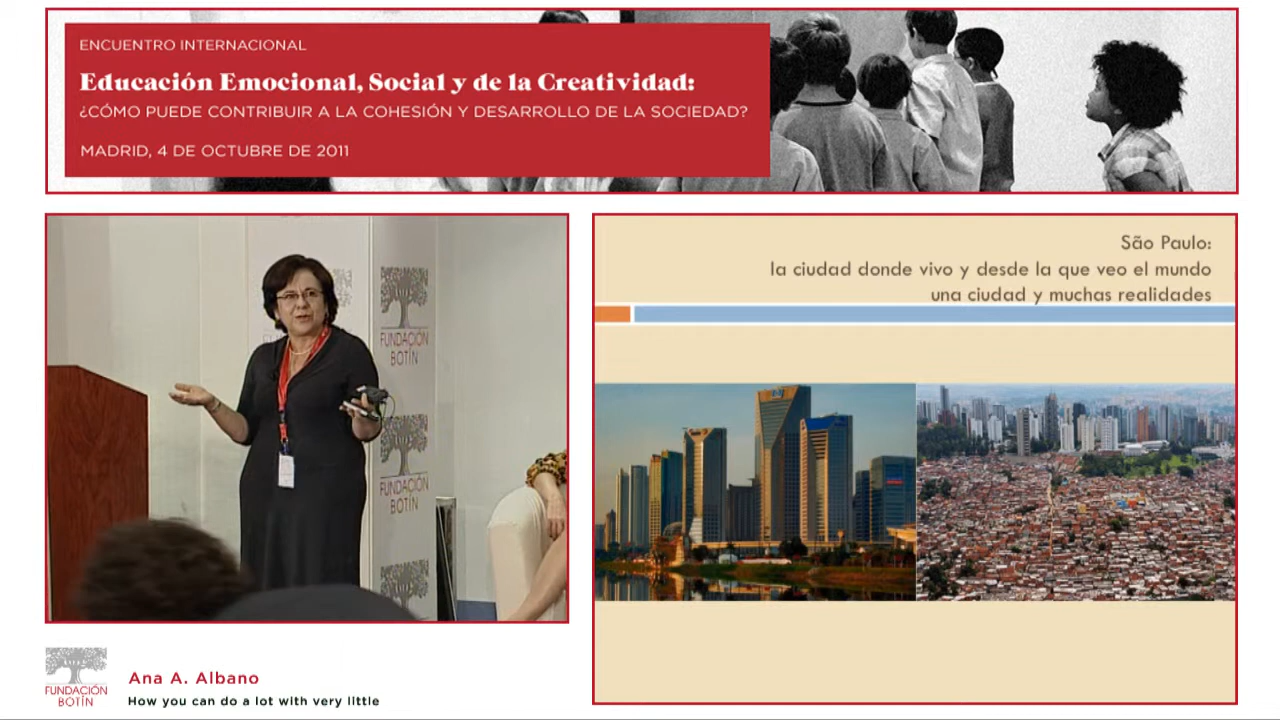 ENCUENTRO INTERNACIONAL
Educación Emocional, Social y de la Creatividad:
¿CÓMO PUEDE CONTRIBUIR A LA COHESIÓN Y DESARROLLO DE LA SOCIEDAD?
MADRID, 4 DE OCTUBRE DE 2011
São Paulo:
la ciudad donde vivo y desde la que veo el mundo
una ciudad y muchas realidades
FUNDACIÓN
BOTÍN
FUNDACIÓN
BOTÍN
FUNDACIÓN
BOTÍN
Ana A. Albano
How you can do a lot with very little